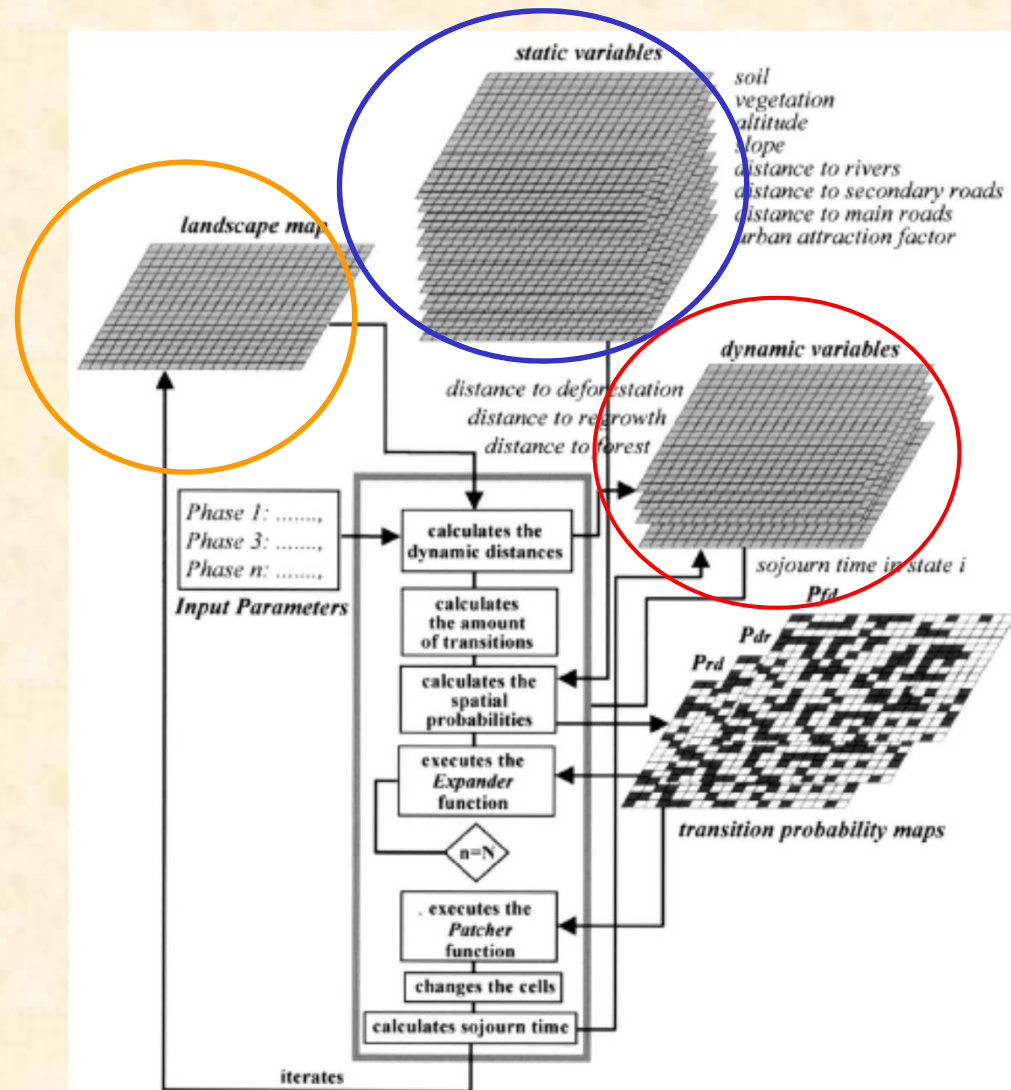 static variables
soil
vegetation
altitude
slope
distance to rivers
distance to secondary roads
distance to main roads
urban attraction factor
landscape map
dynamic variables
distance to deforestation
distance to regrowth
distance to forest
Phase 1: .......,
Phase 3: .......,
Phase n: .......,
Input Parameters
calculates the
dynamic distances
sojourn time in state i
calculates
the amount
of transitions
Pfd
Pdr
Prd
calculates the
spatial
probabilities
executes the
Expander
function
transition probability maps
n=N
. executes the
Patcher
function
changes the cells
calculates sojourn time
iterates